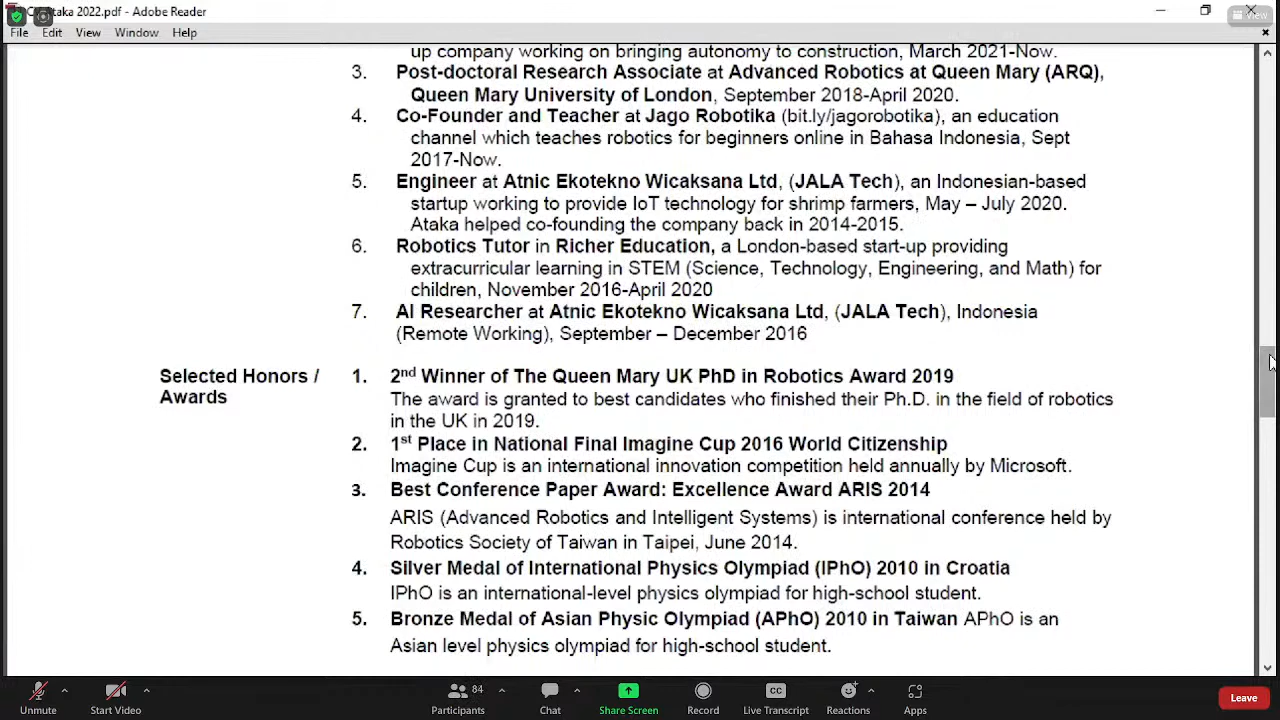 CV Ataka 2022.pdf - Adobe Reader
View
File Edit View Window Help
up company working on bringing autonomy to construction, March 2021-Now.
3. Post-doctoral Research Associate at Advanced Robotics at Queen Mary (ARQ),
Queen Mary University of London, September 2018-April 2020.
4. Co-Founder and Teacher at Jago Robotika (bit.ly/jagorobotika), an education
channel which teaches robotics for beginners online in Bahasa Indonesia, Sept
2017-Now.
5. Engineer at Atnic Ekotekno Wicaksana Ltd, (JALA Tech), an Indonesian-based
startup working to provide IoT technology for shrimp farmers, May – July 2020.
Ataka helped co-founding the company back in 2014-2015.
6. Robotics Tutor in Richer Education, a London-based start-up providing
extracurricular learning in STEM (Science, Technology, Engineering, and Math) for
children, November 2016-April 2020
7. AI Researcher at Atnic Ekotekno Wicaksana Ltd, (JALA Tech), Indonesia
(Remote Working), September – December 2016
Selected Honors /
Awards
1. 2nd Winner of The Queen Mary UK PhD in Robotics Award 2019
The award is granted to best candidates who finished their Ph.D. in the field of robotics
in the UK in 2019.
2. 1st Place in National Final Imagine Cup 2016 World Citizenship
Imagine Cup is an international innovation competition held annually by Microsoft.
3. Best Conference Paper Award: Excellence Award ARIS 2014
ARIS (Advanced Robotics and Intelligent Systems) is international conference held by
Robotics Society of Taiwan in Taipei, June 2014.
4. Silver Medal of International Physics Olympiad (IPhO) 2010 in Croatia
IPhO is an international-level physics olympiad for high-school student.
5. Bronze Medal of Asian Physic Olympiad (APhO) 2010 in Taiwan APhO is an
Asian level physics olympiad for high-school student.
84
CC
Unmute Start Video Participants Chat Share Screen Record Live Transcript Reactions Apps Leave